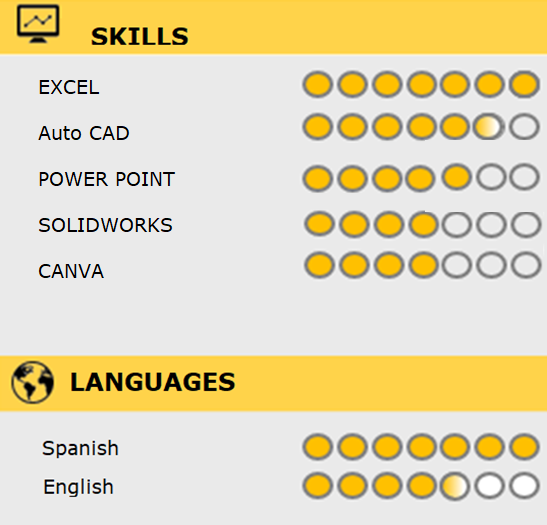 SKILLS
EXCEL
Auto CAD
POWER POINT
SOLIDWORKS
CANVA
LANGUAGES
Spanish
English